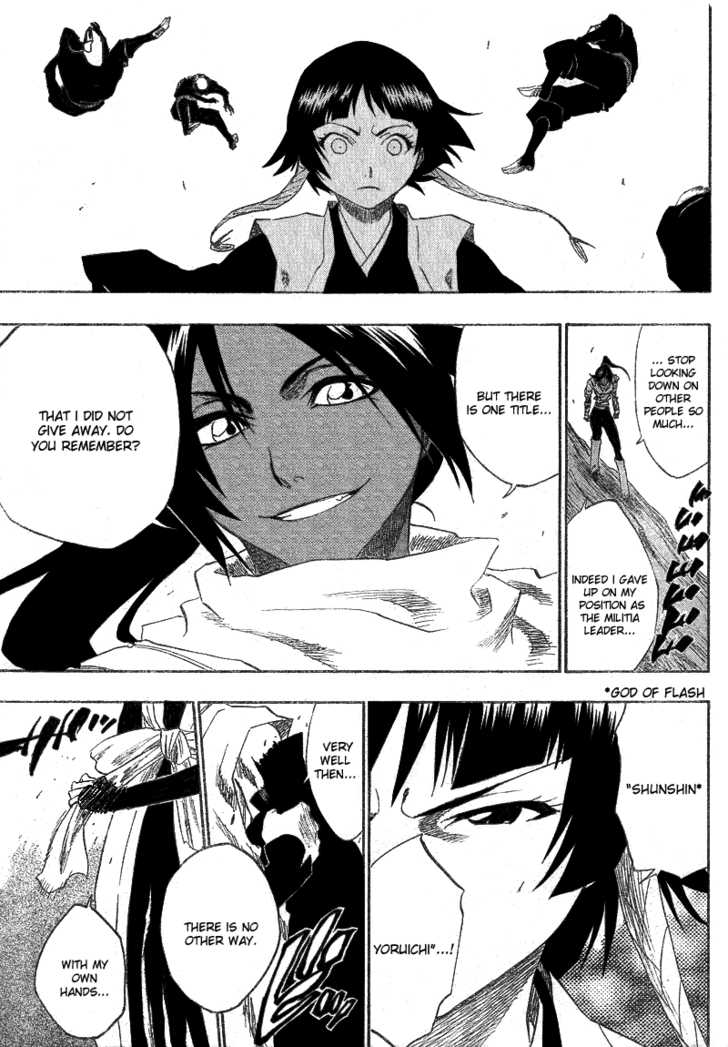 ... STOP
LOOKING
DOWN ON
OTHER
PEOPLE SO
MUCH...
INDEED I GAVE
UP ON MY
POSITION AS
THE MILITIA
LEADER...
BUT THERE
IS ONE TITLE...
THAT I DID NOT
GIVE AWAY. DO
YOU REMEMBER?
*GOD OF FLASH
"SHUNSHIN*
YORUICHI"...!
VERY
WELL
THEN...
THERE IS NO
OTHER WAY.
WITH MY
OWN
HANDS...